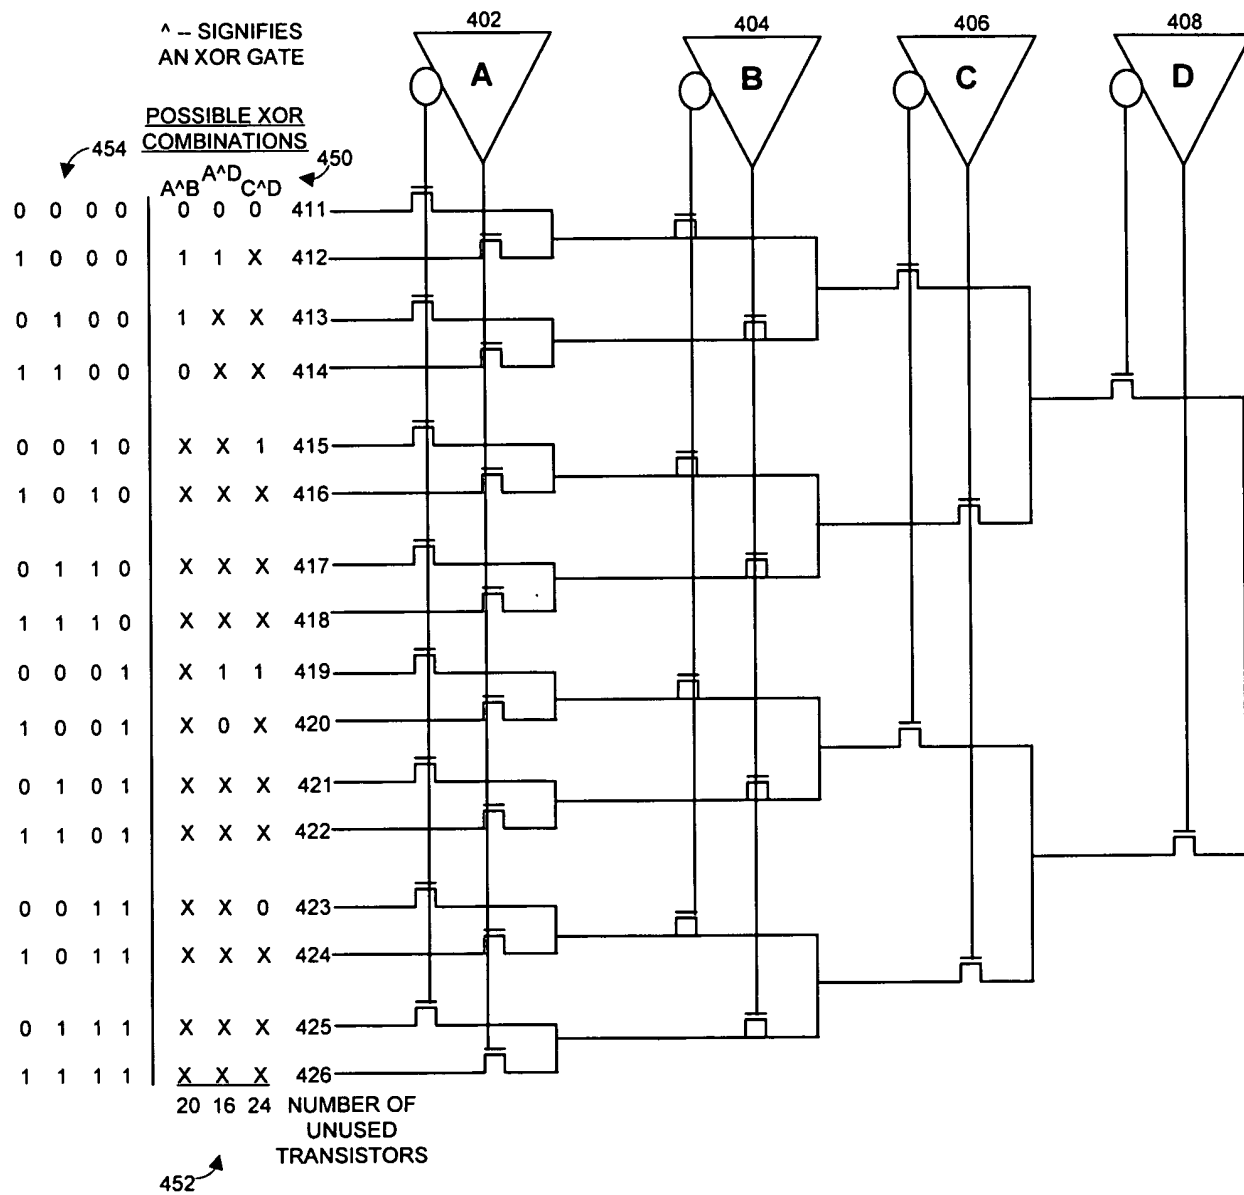 ^ -- SIGNIFIES
AN XOR GATE
402
404
406
408
A
B
C
D
POSSIBLE XOR
COMBINATIONS
454
450
A^B A^D C^D
0 0 0 0 0 0 0 411
1 0 0 0 1 1 X 412
0 1 0 0 1 X X 413
1 1 0 0 0 X X 414
0 0 1 0 X X 1 415
1 0 1 0 X X X 416
0 1 1 0 X X X 417
1 1 1 0 X X X 418
0 0 0 1 X 1 1 419
1 0 0 1 X 0 X 420
0 1 0 1 X X X 421
1 1 0 1 X X X 422
0 0 1 1 X X 0 423
1 0 1 1 X X X 424
0 1 1 1 X X X 425
1 1 1 1 X X X 426
20 16 24 NUMBER OF
UNUSED
TRANSISTORS
452